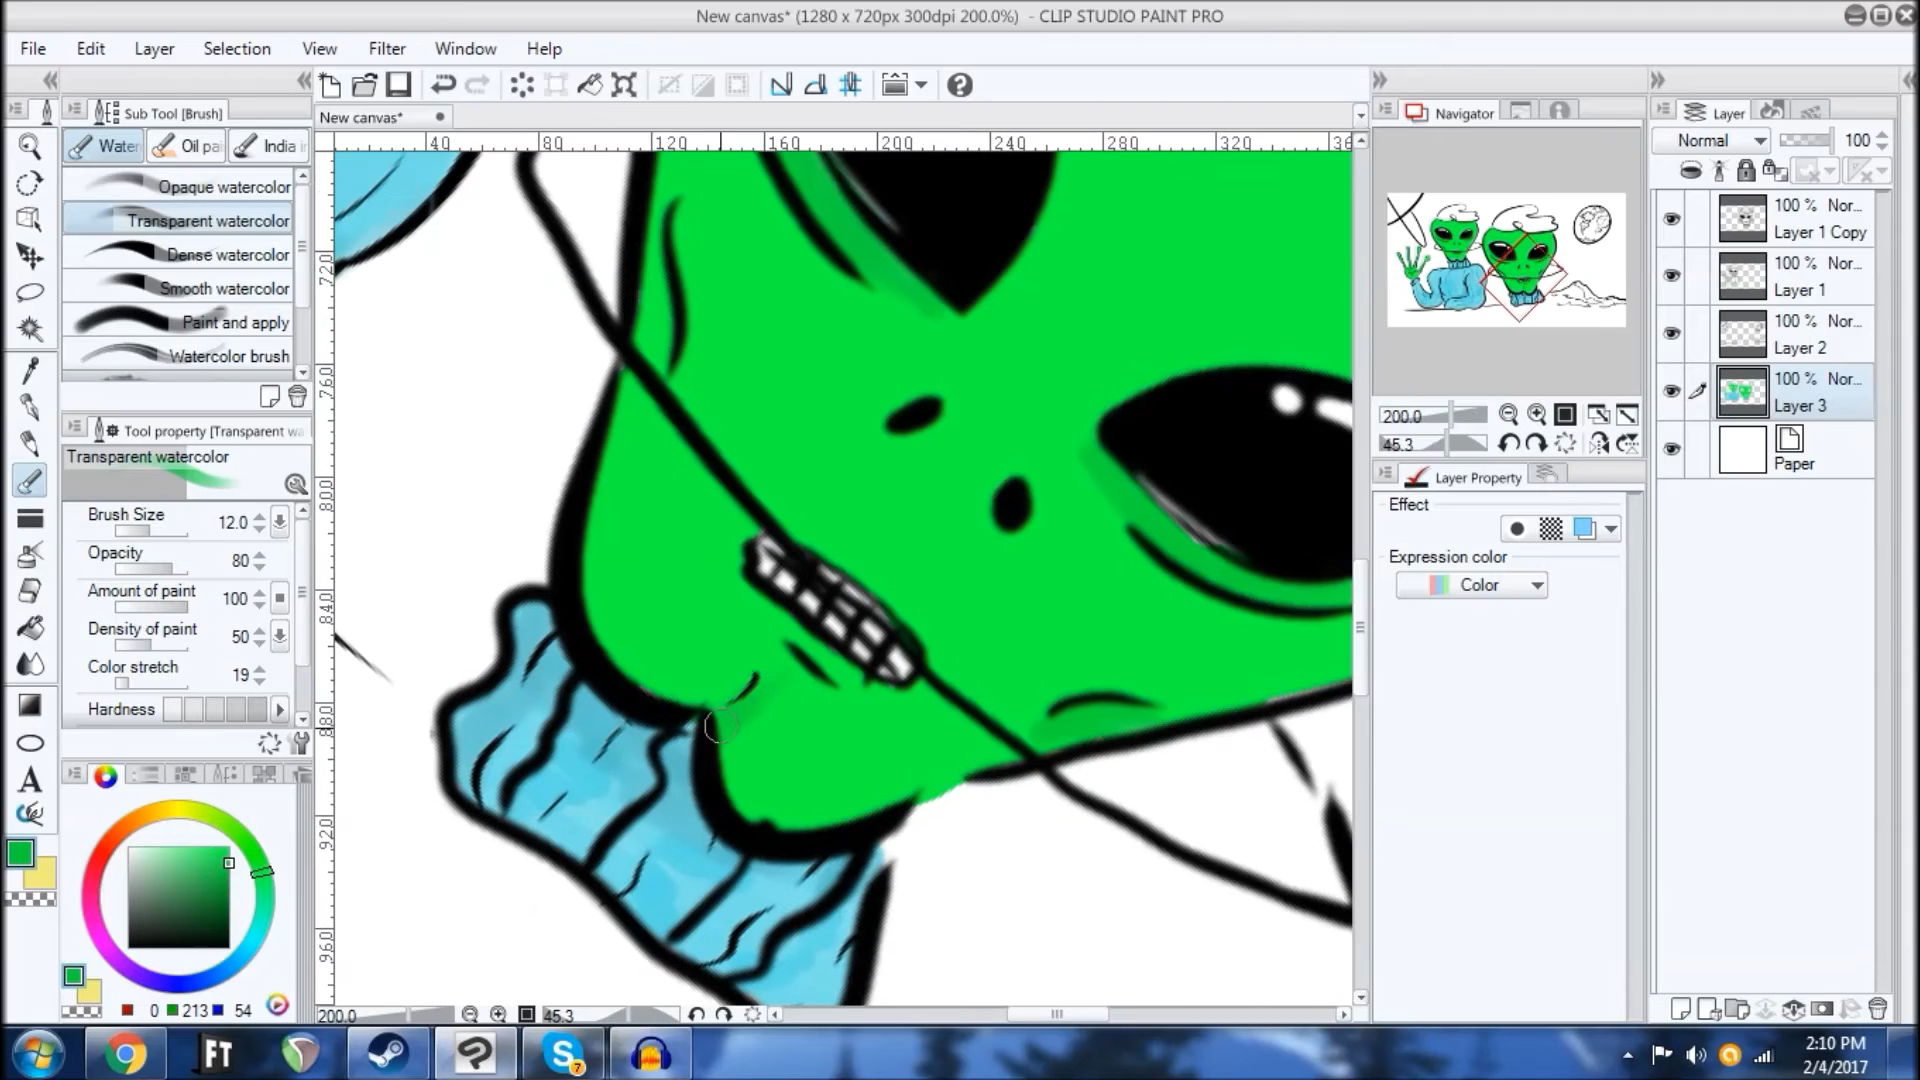 New canvas* (1280 x 720px 300dpi 200.0%) - CLIP STUDIO PAINT PRO
File Edit Layer Selection View Filter Window Help
Sub Tool [Brush]
New canvas*
Navigator
Layer
Water Oil pai India i
40 80 120 160 200 240 280 320 36
Normal 100
Opaque watercolor
Transparent watercolor
Dense watercolor
Smooth watercolor
Paint and apply
Watercolor brush
720
760
800
840
880
920
960
100 % Nor...
Layer 1 Copy
100 % Nor...
Layer 1
100 % Nor...
Layer 2
100 % Nor...
Layer 3
Paper
200.0
45.3
Tool property [Transparent wa
Transparent watercolor
Brush Size 12.0
Opacity 80
Amount of paint 100
Density of paint 50
Color stretch 19
Hardness
Layer Property
Effect
Expression color
Color
A
0 213 54
200.0 45.3
FT
S
7
2:10 PM
2/4/2017